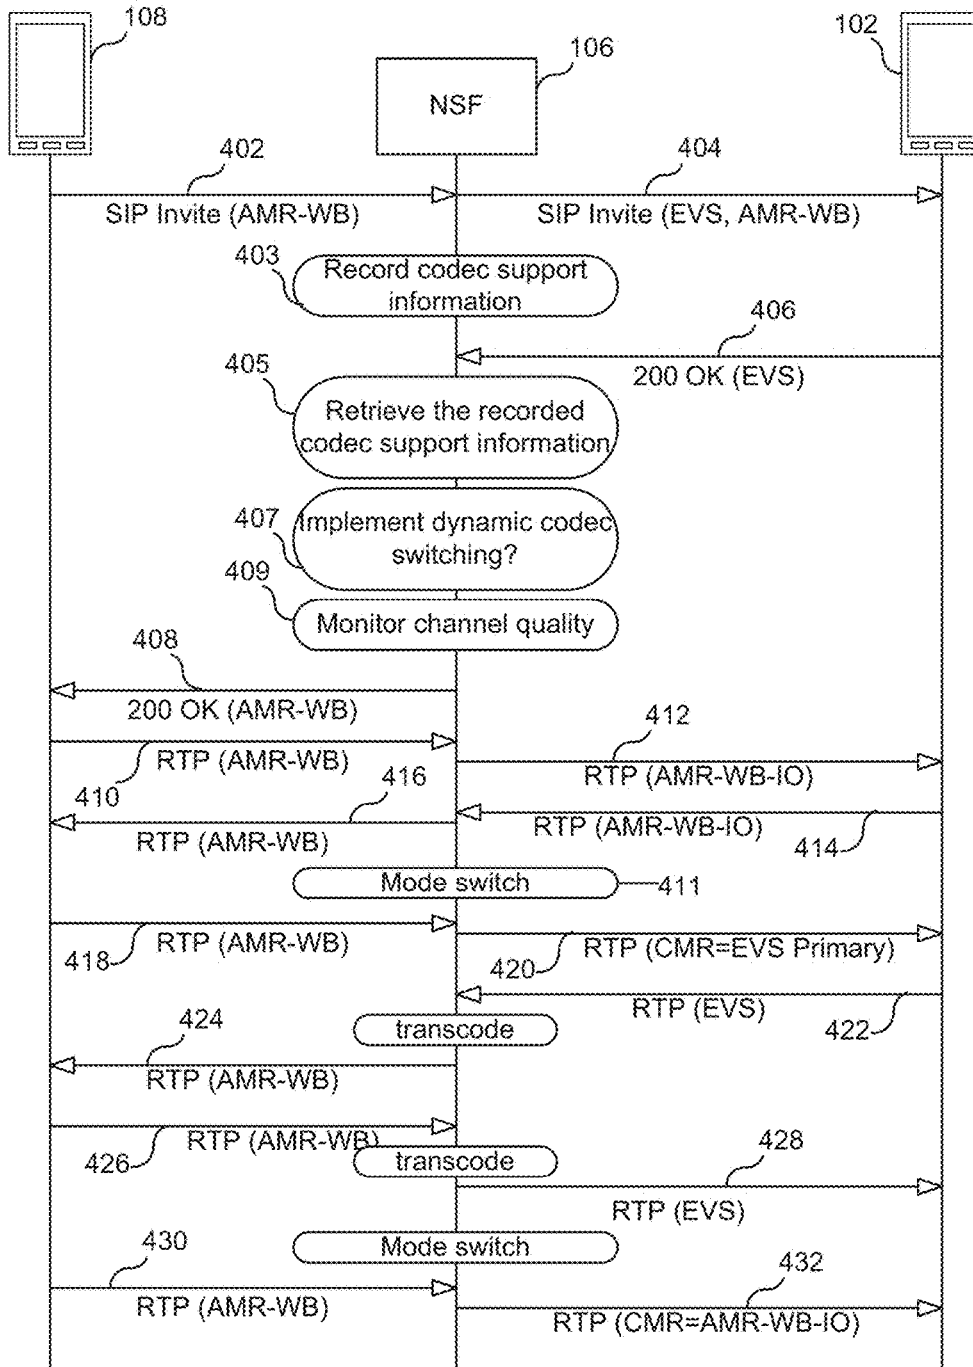 108
106
102
NSF
402
404
SIP Invite (AMR-WB)
SIP Invite (EVS, AMR-WB)
403
Record codec support
information
406
200 OK (EVS)
405
Retrieve the recorded
codec support information
407
Implement dynamic codec
switching?
409
Monitor channel quality
408
200 OK (AMR-WB)
412
RTP (AMR-WB)
RTP (AMR-WB-IO)
410
416
RTP (AMR-WB)
RTP (AMR-WB-IO)
414
Mode switch
411
418
RTP (AMR-WB)
420
RTP (CMR=EVS Primary)
RTP (EVS)
422
424
transcode
RTP (AMR-WB)
426
RTP (AMR-WB)
transcode
428
RTP (EVS)
430
Mode switch
432
RTP (AMR-WB)
RTP (CMR=AMR-WB-IO)